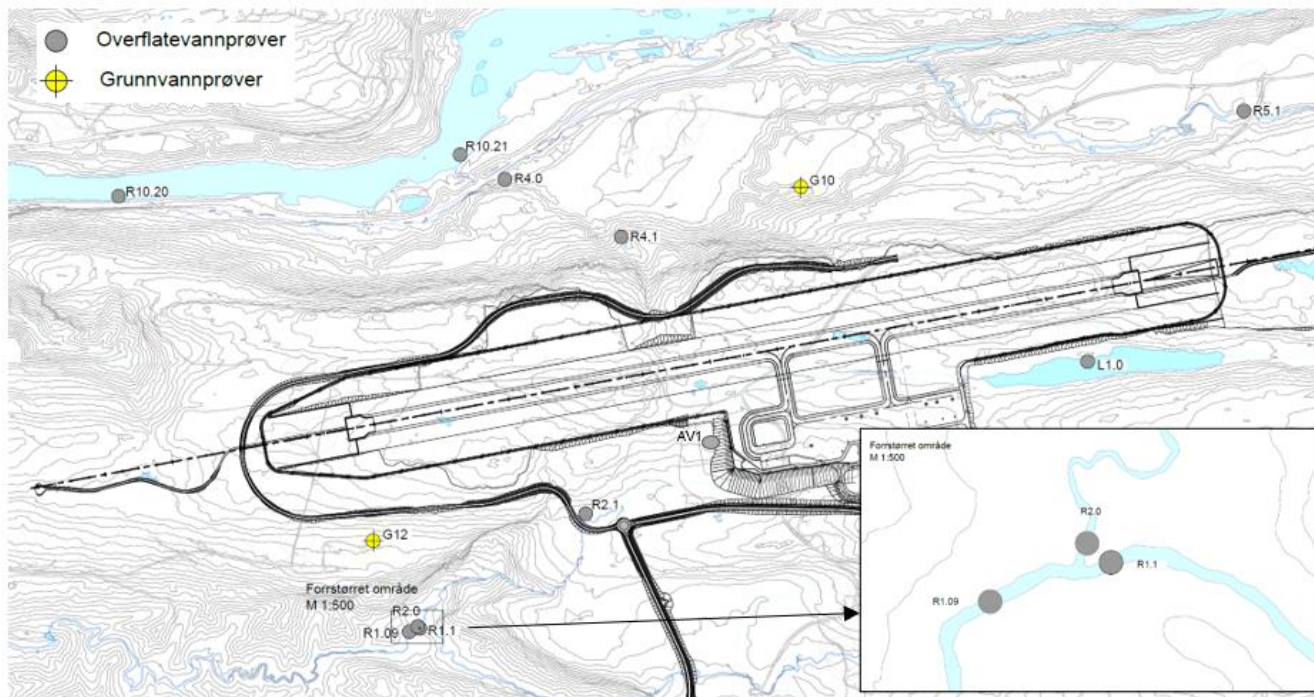 Overflatevannprøver
Grunnvannprøver
R5.1
R10.21
R4.0
R10.20
G10
R4.1
L1.0
AV1
Forrstørret område
M 1:500
R2.1
R2.0
G12
R1.1
R1.09
Forrstørret område
M 1:500
R2.0
R1.09
R1.1